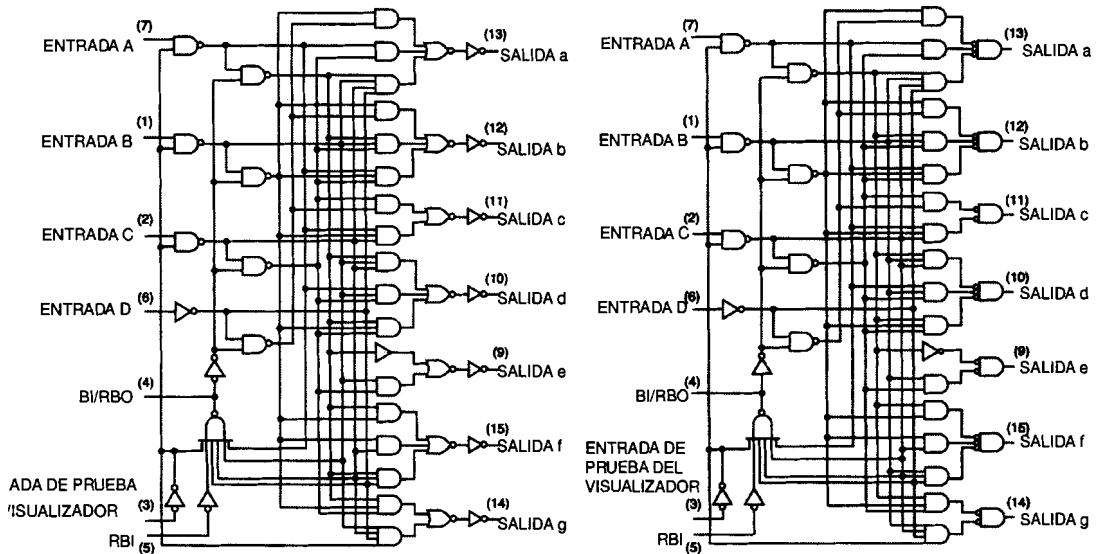 (7)
ENTRADA A
(1)
ENTRADA B
(2)
ENTRADA C
(6)
ENTRADA D
(4)
BI/RBO
ADA DE PRUEBA
ISUALIZADOR
(3)
RBI
(5)
(13)
SALIDA a
(12)
SALIDA b
(11)
SALIDA c
(10)
SALIDA d
(9)
SALIDA e
(15)
SALIDA f
(14)
SALIDA g
(7)
ENTRADA A
(1)
ENTRADA B
(2)
ENTRADA C
(6)
ENTRADA D
(4)
BI/RBO
ENTRADA DE
PRUEBA DEL
VISUALIZADOR
(3)
RBI
(5)
(13)
SALIDA a
(12)
SALIDA b
(11)
SALIDA c
(10)
SALIDA d
(9)
SALIDA e
(15)
SALIDA f
(14)
SALIDA g